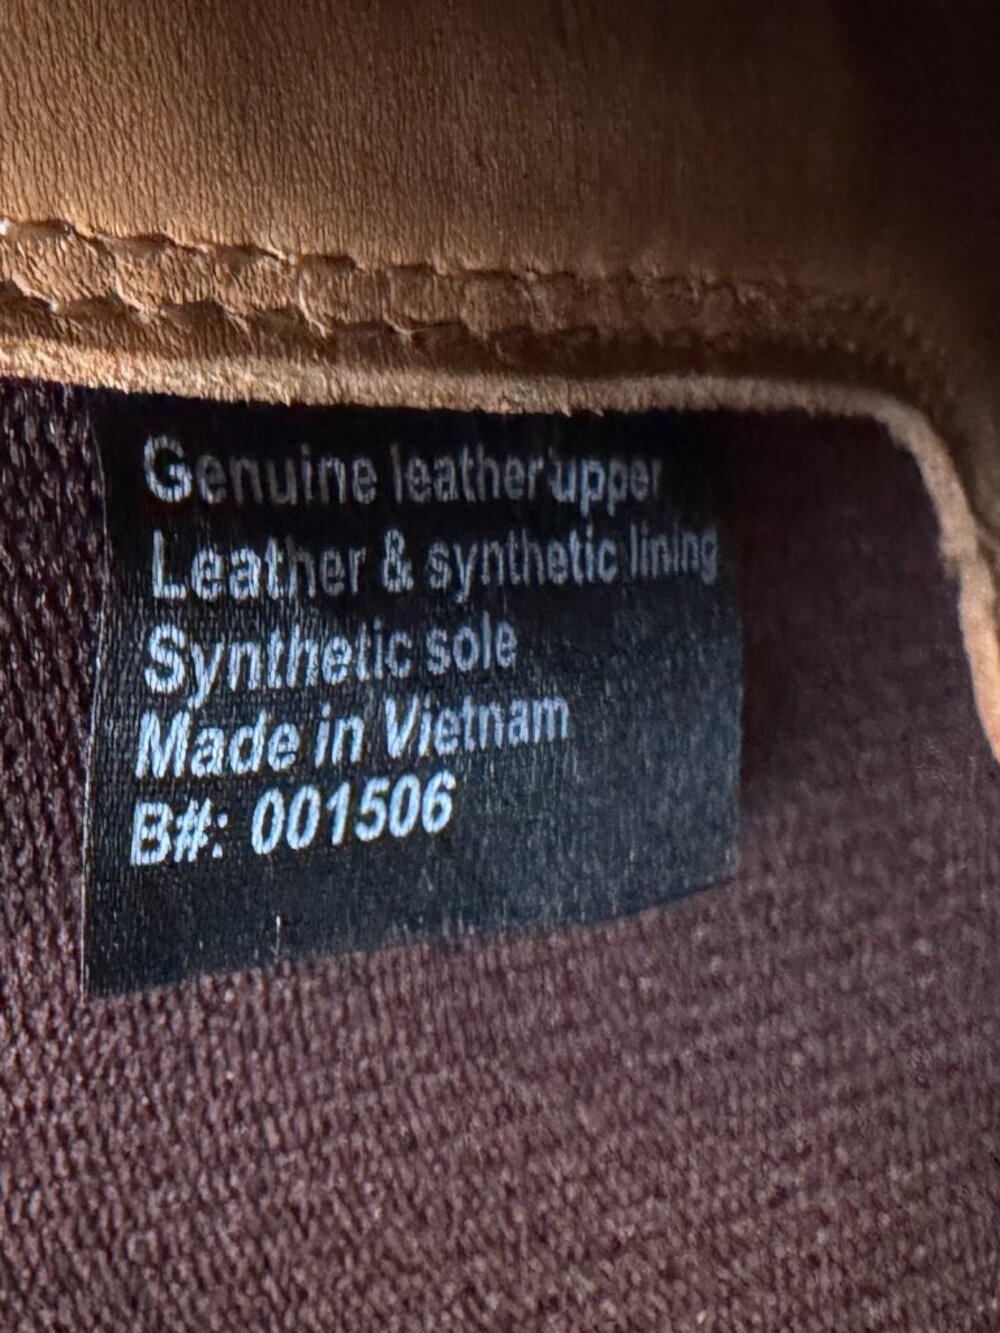 Genuine leather upper
Leather & synthetic lining
Synthetic sole
Made in Vietnam
B#: 001506